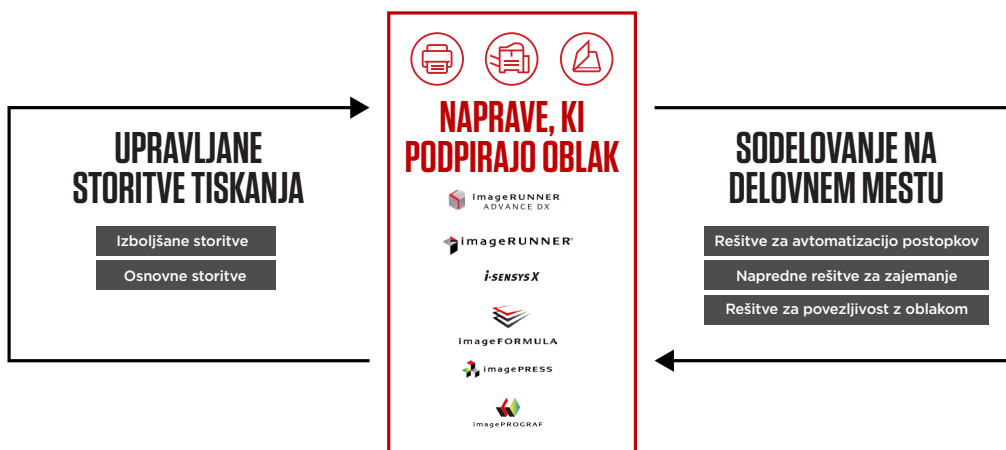 UPRAVLJANE
STORITVE TISKANJA
Izboljšane storitve
Osnovne storitve
NAPRAVE, KI
PODPIRAJO OBLAK
imageRUNNER
ADVANCE DX
imageRUNNER®
i-SENSYS X
imageFORMULA
imagePRESS
imagePROGRAF
SODELOVANJE NA
DELOVNEM MESTU
Rešitve za avtomatizacijo postopkov
Napredne rešitve za zajemanje
Rešitve za povezljivost z oblakom